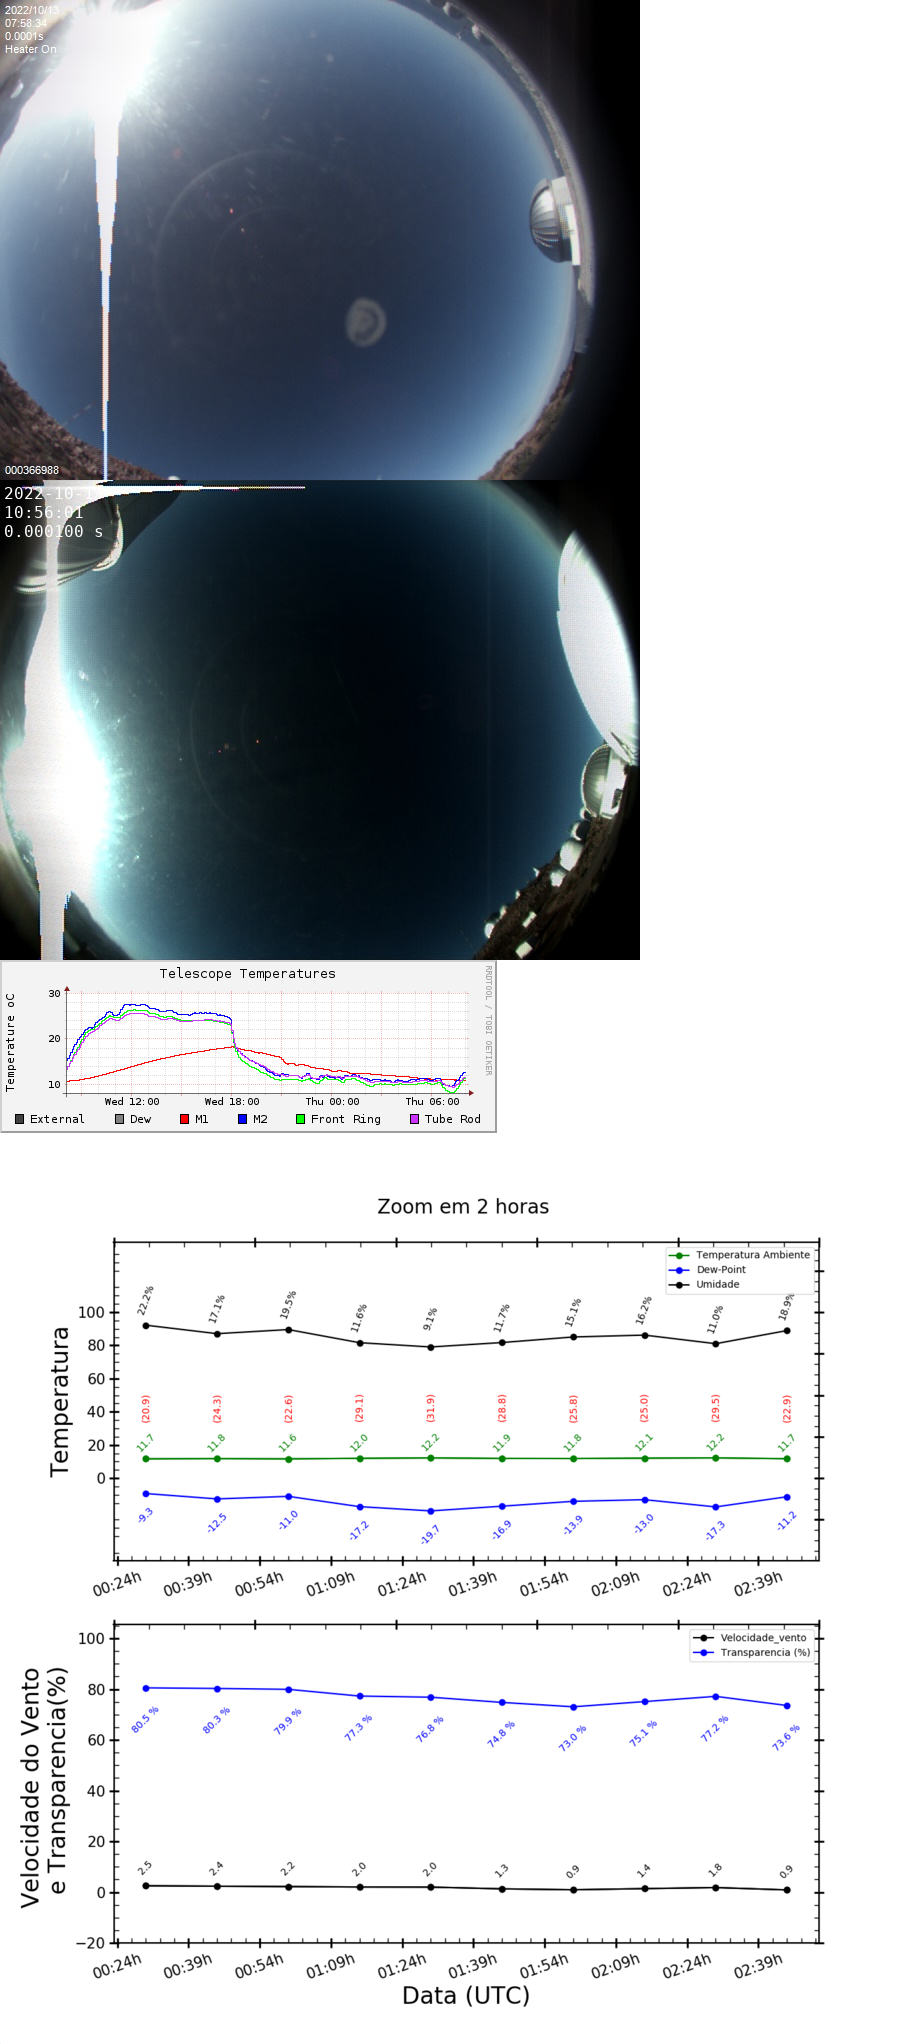 2022/10/13
07:58:34
0.0001s
Heater On
000366988
2022-10-1
10:56:01
0.000100 s
Telescope Temperatures
RRDTOOL / TOBI OETIKER
Temperature oC
30
20
10
Wed 12:00 Wed 18:00 Thu 00:00 Thu 06:00
External Dew M1 M2 Front Ring Tube Rod
Zoom em 2 horas
Temperatura Ambiente
Dew-Point
Umidade
Temperatura
100
80
60
40
20
0
22.2% 17.1% 19.5% 11.6% 9.1% 11.7% 15.1% 16.2% 11.0% 18.9%
(20.9) (24.3) (22.6) (29.1) (31.9) (28.8) (25.8) (25.0) (29.5) (22.9)
11.7 11.8 11.6 12.0 12.2 11.9 11.8 12.1 12.2 11.7
-9.3 -12.5 -11.0 -17.2 -19.7 -16.9 -13.9 -13.0 -17.3 -11.2
00:24h 00:39h 00:54h 01:09h 01:24h 01:39h 01:54h 02:09h 02:24h 02:39h
Velocidade_vento
Transparencia (%)
Velocidade do Vento
e Transparencia(%)
100
80
60
40
20
0
−20
80.5 % 80.3 % 79.9 % 77.3 % 76.8 % 74.8 % 73.0 % 75.1 % 77.2 % 73.6 %
2.5 2.4 2.2 2.0 2.0 1.3 0.9 1.4 1.8 0.9
00:24h 00:39h 00:54h 01:09h 01:24h 01:39h 01:54h 02:09h 02:24h 02:39h
Data (UTC)